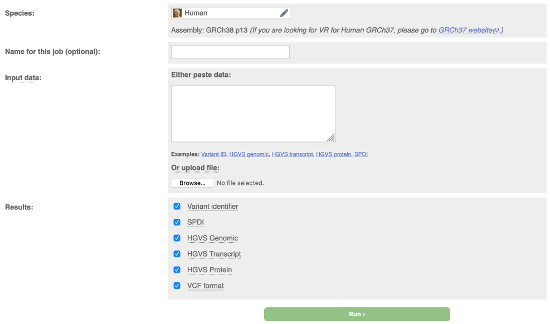 Species:
Human
Assembly: GRCh38.p13 (If you are looking for VR for Human GRCh37, please go to GRCh37 website.)
Name for this job (optional):
Input data:
Either paste data:
Examples: Variant ID, HGVS genomic, HGVS transcript, HGVS protein, SPDI
Or upload file:
Browse... No file selected.
Results:
Variant identifier
SPDI
HGVS Genomic
HGVS Transcript
HGVS Protein
VCF format
Run ›